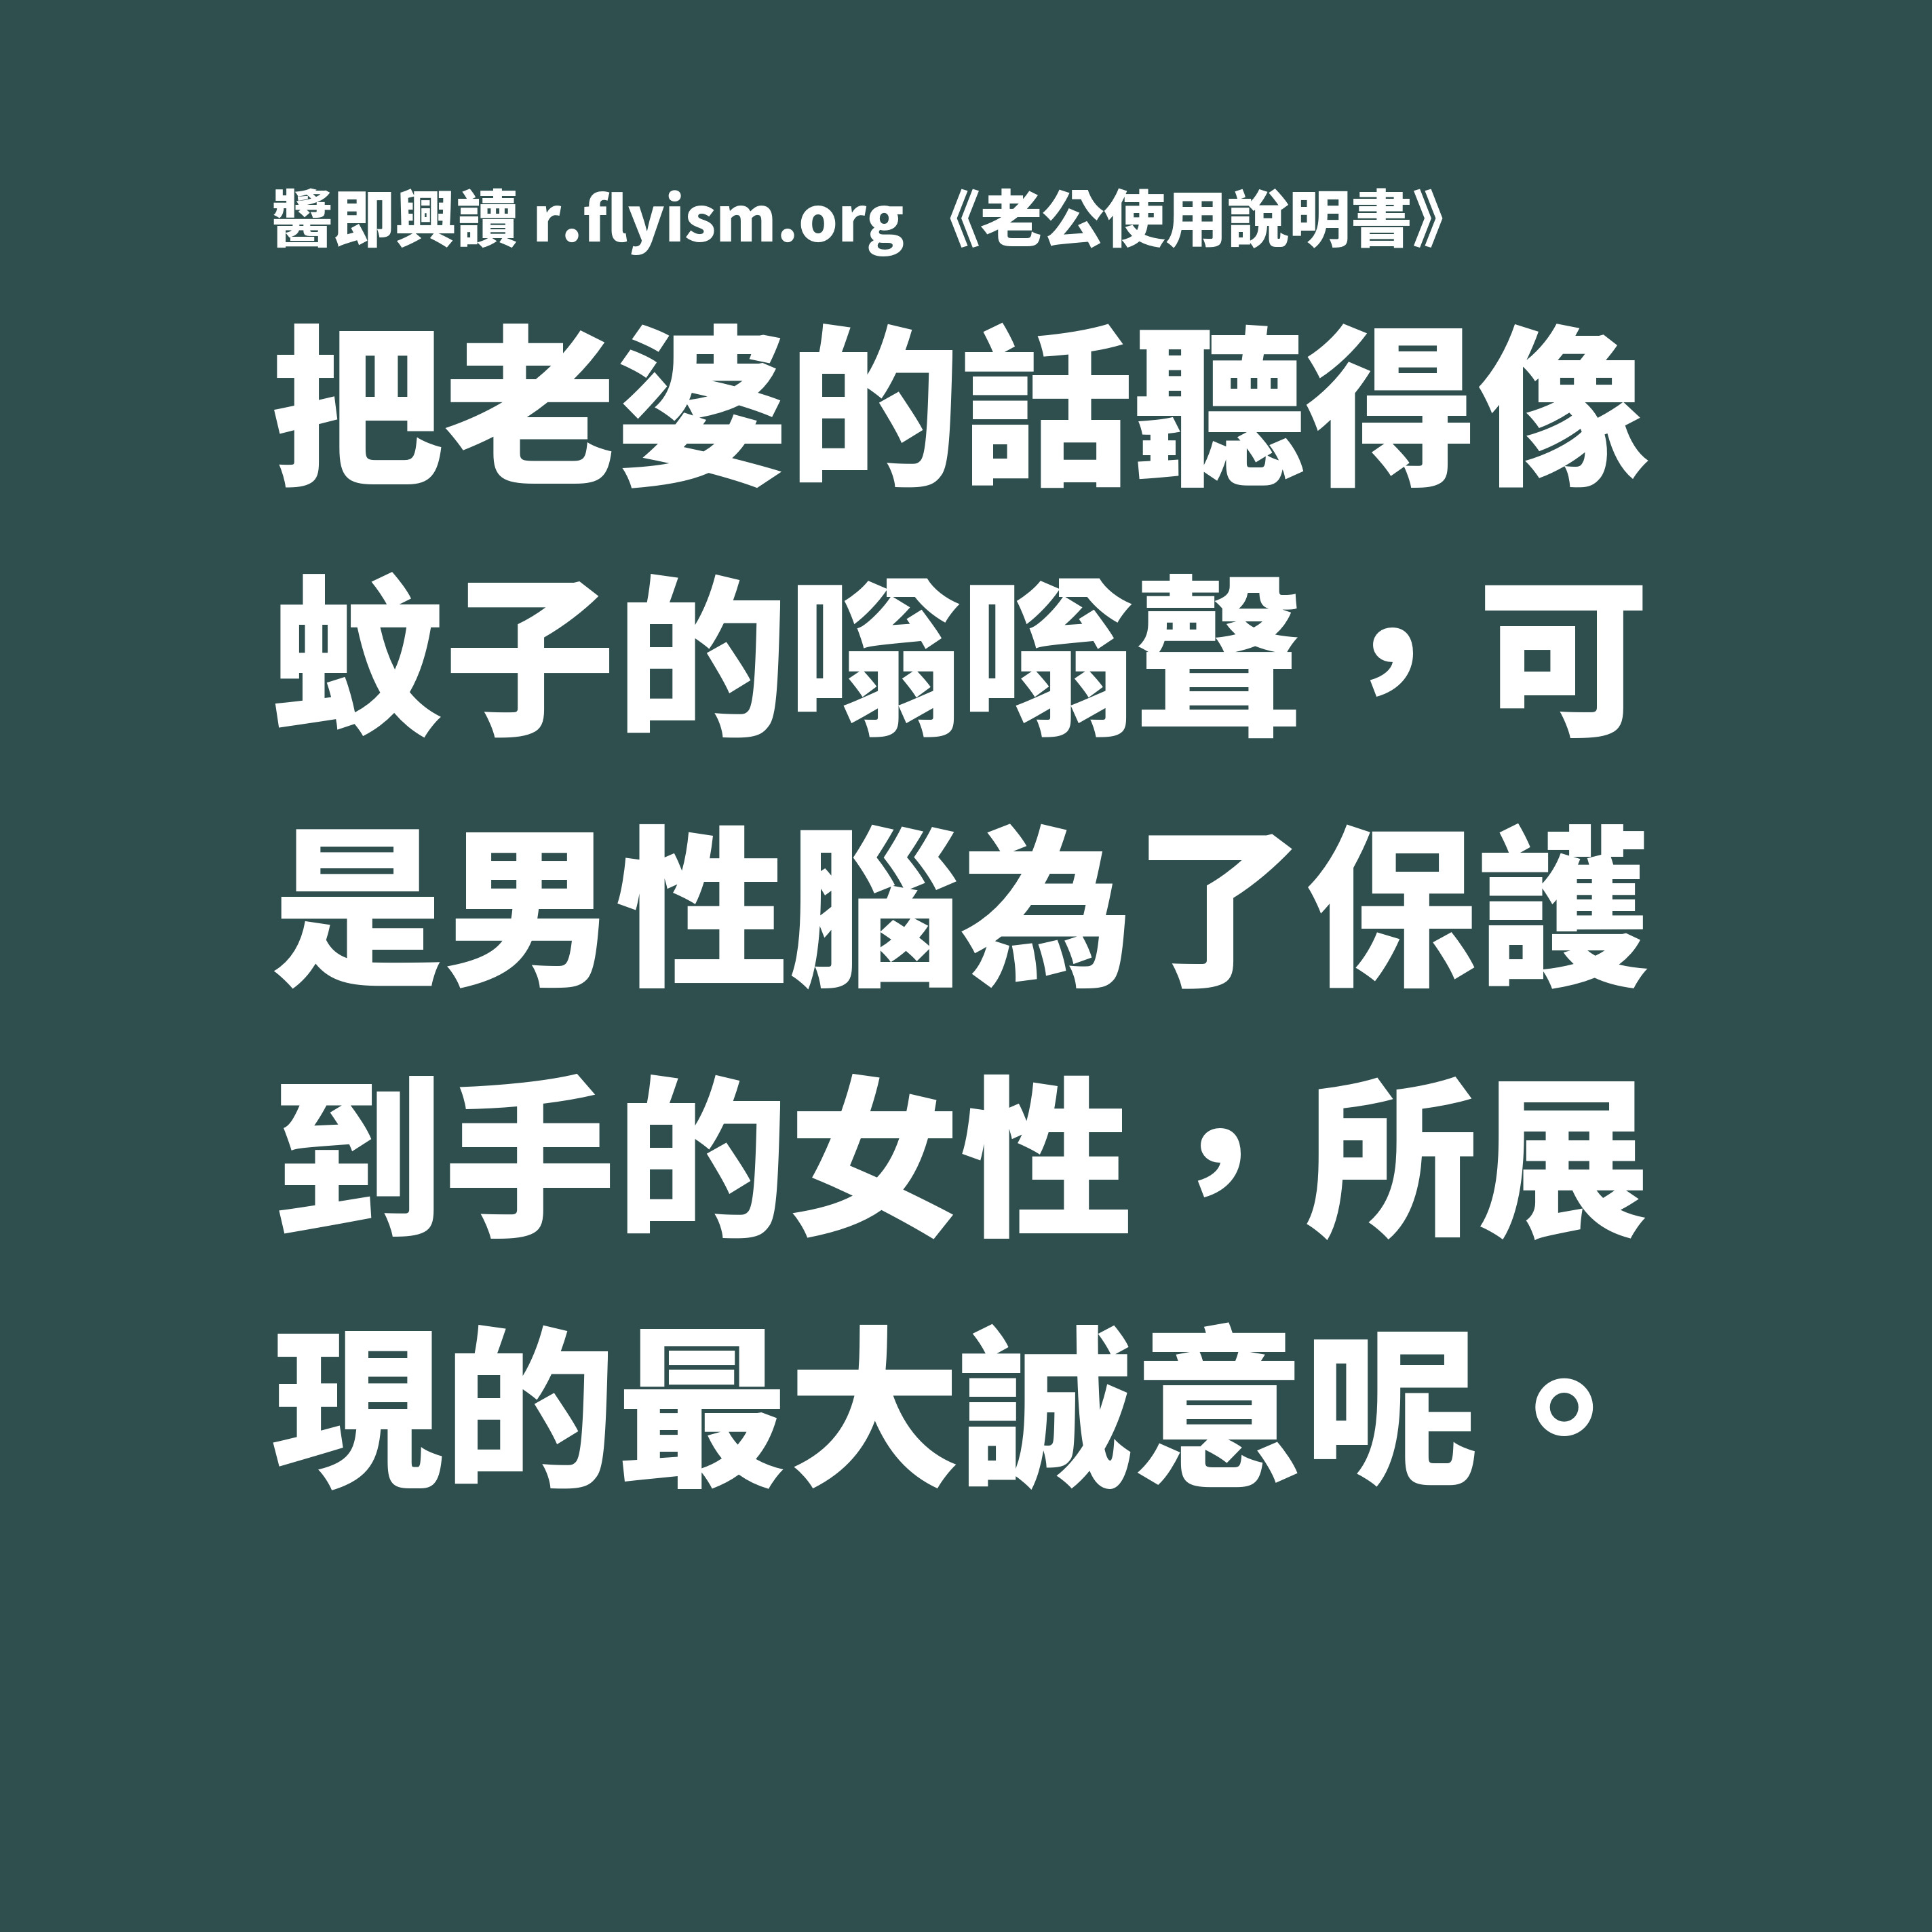 翳即閱讀 r.flyism.org 《老公使用說明書》
把老婆的話聽得像
蚊子的嗡嗡聲，可
是男性腦為了保護
到手的女性，所展
現的最大誠意呢。